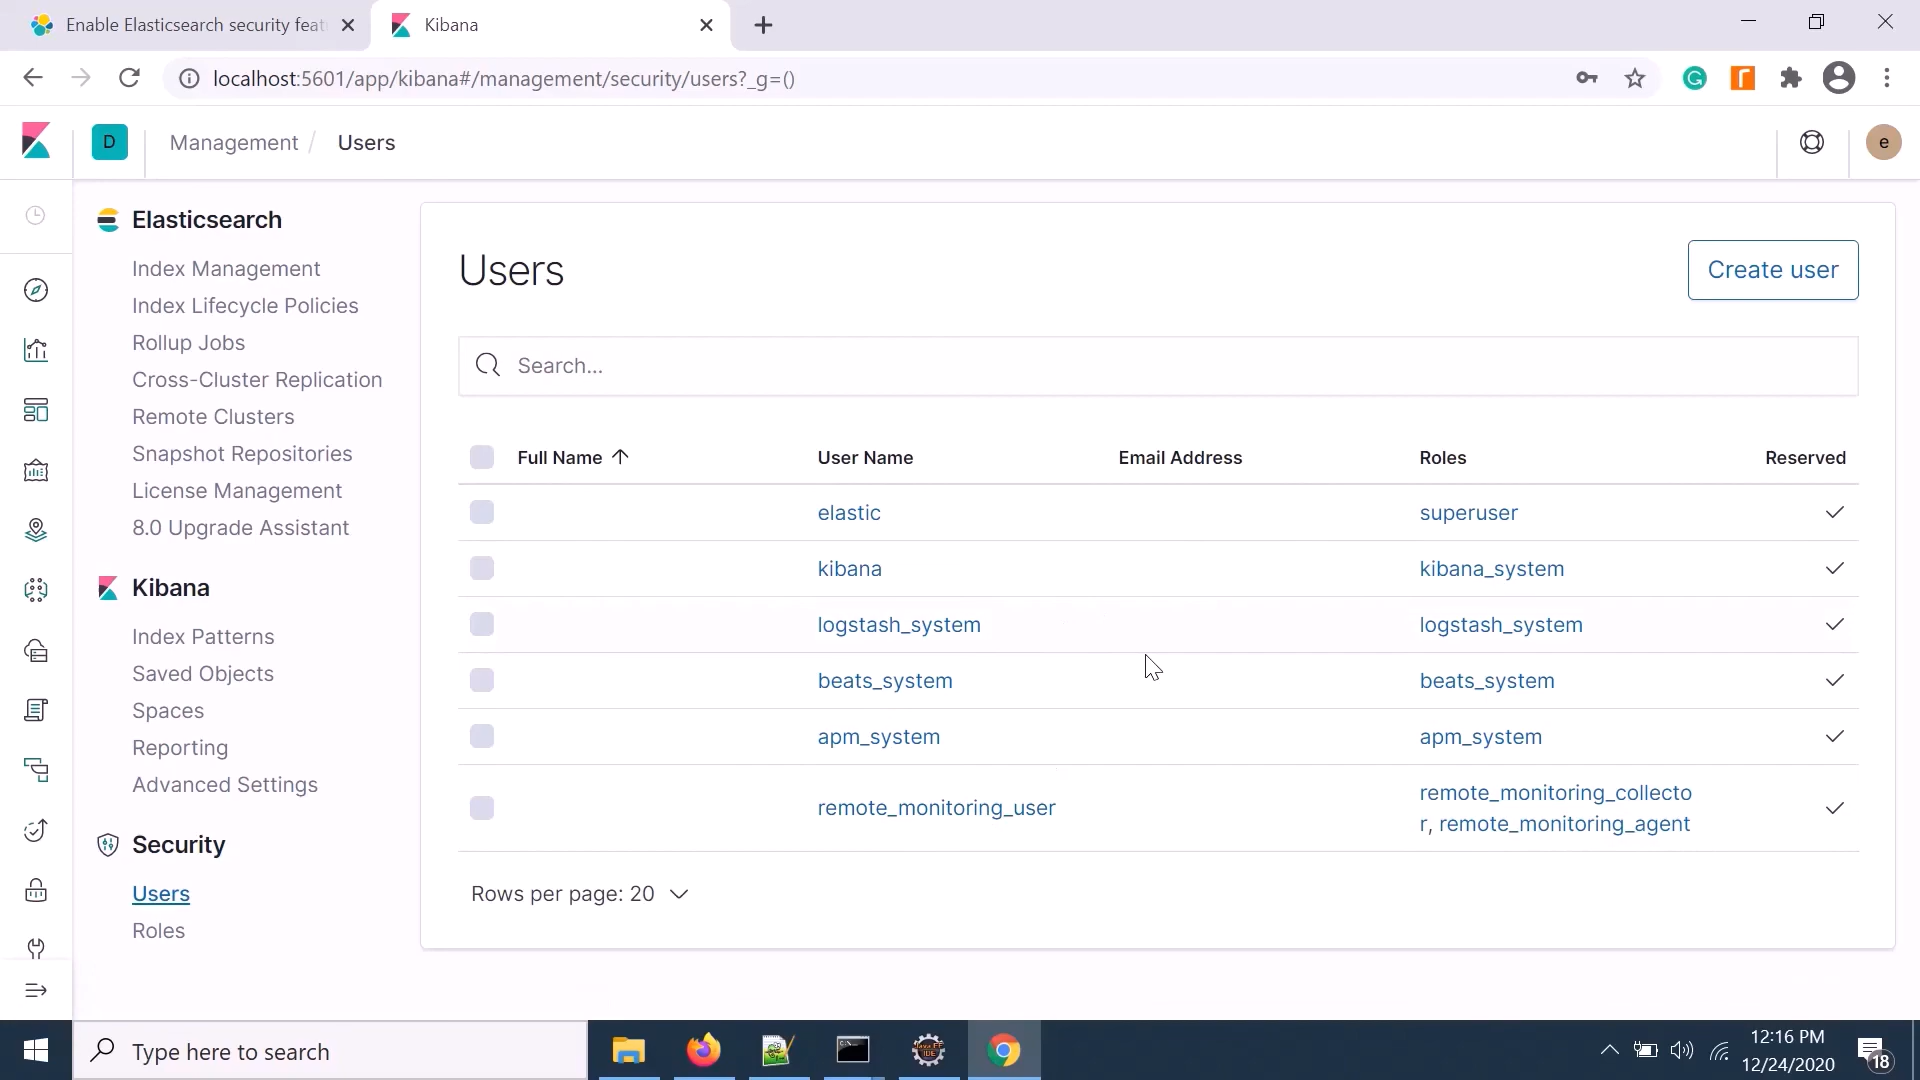 Enable Elasticsearch security feat
Kibana
localhost:5601/app/kibana#/management/security/users?_g=()
D
Management / Users
e
Elasticsearch
Index Management
Index Lifecycle Policies
Rollup Jobs
Cross-Cluster Replication
Remote Clusters
Snapshot Repositories
License Management
8.0 Upgrade Assistant
Kibana
Index Patterns
Saved Objects
Spaces
Reporting
Advanced Settings
Security
Users
Roles
Users
Create user
Search...
Full Name User Name Email Address Roles Reserved
elastic superuser
kibana kibana_system
logstash_system logstash_system
beats_system beats_system
apm_system apm_system
remote_monitoring_user remote_monitoring_collecto
r, remote_monitoring_agent
Rows per page: 20
Type here to search
12:16 PM
12/24/2020
18